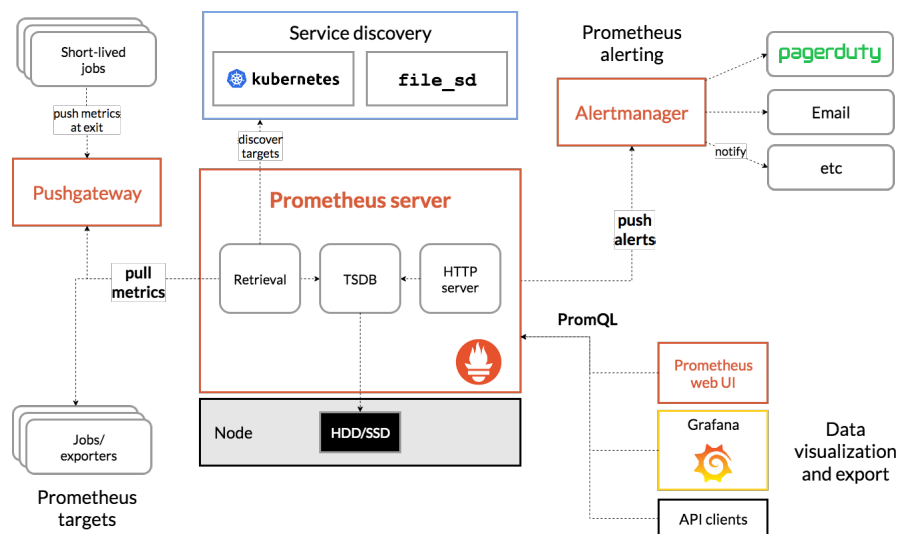 Short-lived
jobs
push metrics
at exit
Pushgateway
pull
metrics
Jobs/
exporters
Prometheus
targets
Service discovery
kubernetes
file_sd
discover
targets
Prometheus server
Retrieval
TSDB
HTTP
server
Node
HDD/SSD
Prometheus
alerting
Alertmanager
pagerduty
Email
notify
etc
push
alerts
PromQL
Prometheus
web UI
Grafana
API clients
Data
visualization
and export